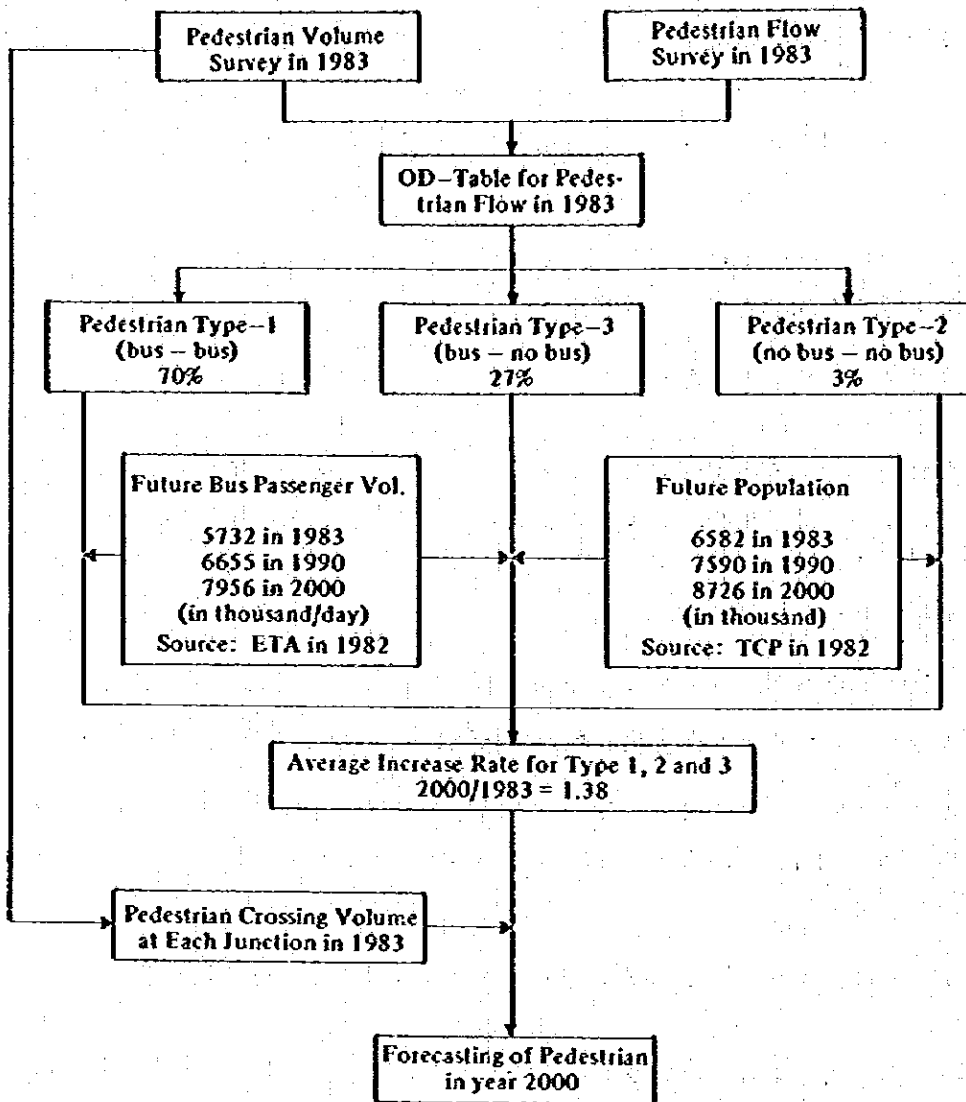 Pedestrian Volume
Survey in 1983
Pedestrian Flow
Survey in 1983
OD-Table for Pedes-
trian Flow in 1983
Pedestrian Type-1
(bus - bus)
70%
Pedestrian Type-3
(bus - no bus)
27%
Pedestrian Type-2
(no bus - no bus)
3%
Future Bus Passenger Vol.
5732 in 1983
6655 in 1990
7956 in 2000
(in thousand/day)
Source: ETA in 1982
Future Population
6582 in 1983
7590 in 1990
8726 in 2000
(in thousand)
Source: TCP in 1982
Average Increase Rate for Type 1, 2 and 3
2000/1983 = 1.38
Pedestrian Crossing Volume
at Each Junction in 1983
Forecasting of Pedestrian
in year 2000